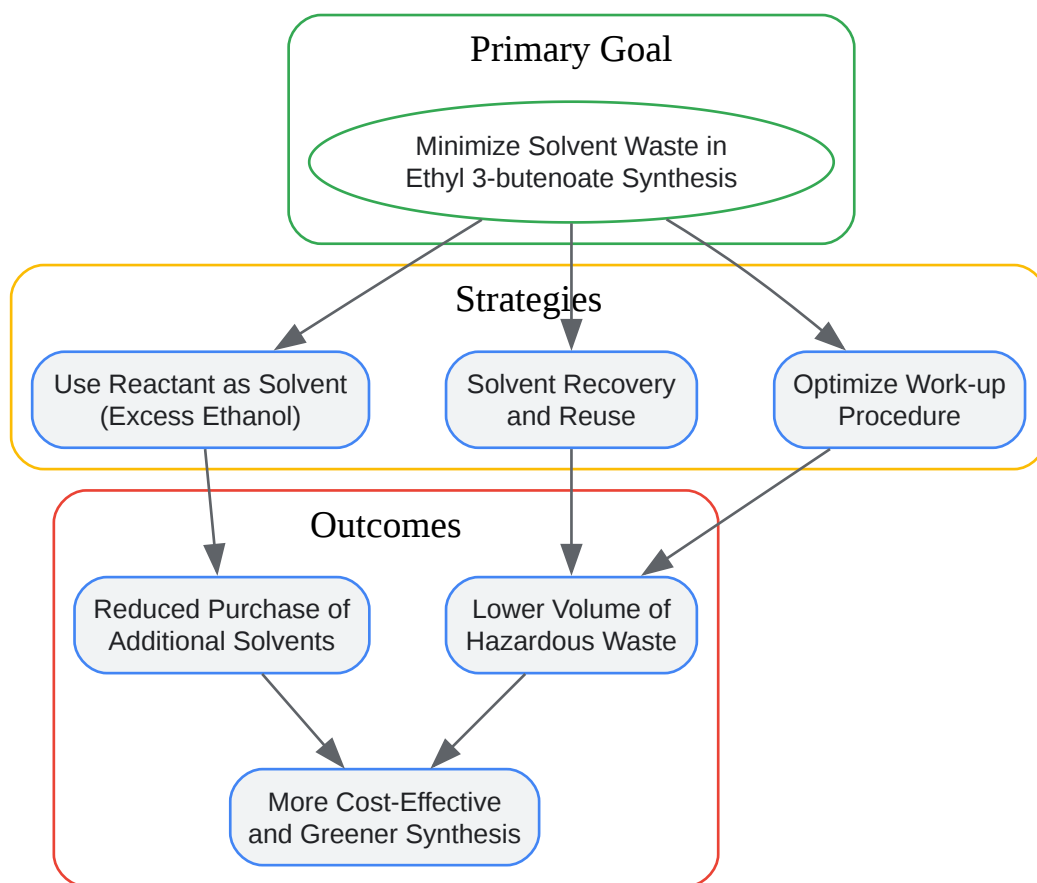 Primary Goal
Minimize Solvent Waste in
Ethyl 3-butenoate Synthesis
Strategies
Use Reactant as Solvent
(Excess Ethanol)
Solvent Recovery
and Reuse
Optimize Work-up
Procedure
Outcomes
Reduced Purchase of
Additional Solvents
Lower Volume of
Hazardous Waste
More Cost-Effective
and Greener Synthesis